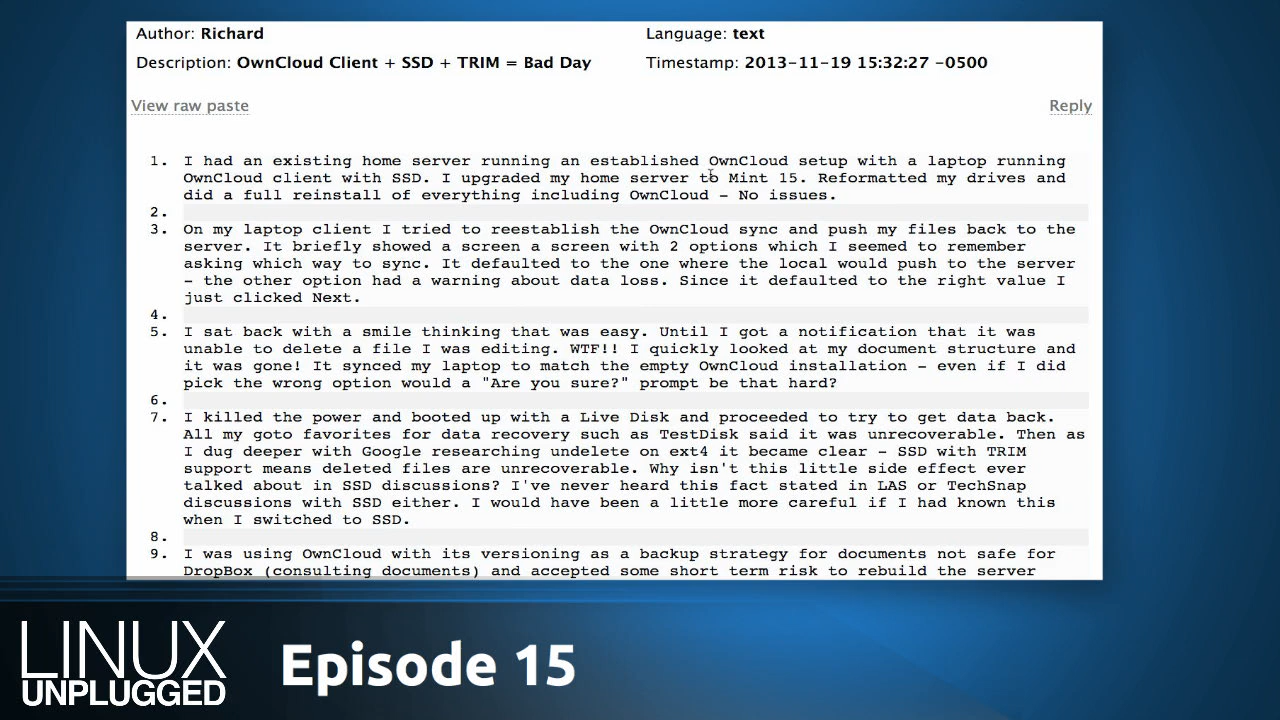 Author: Richard
Language: text
Description: OwnCloud Client + SSD + TRIM = Bad Day
Timestamp: 2013-11-19 15:32:27 -0500
View raw paste
Reply
1. I had an existing home server running an established OwnCloud setup with a laptop running
OwnCloud client with SSD. I upgraded my home server to Mint 15. Reformatted my drives and
did a full reinstall of everything including OwnCloud - No issues.
2.
3. On my laptop client I tried to reestablish the OwnCloud sync and push my files back to the
server. It briefly showed a screen a screen with 2 options which I seemed to remember
asking which way to sync. It defaulted to the one where the local would push to the server
- the other option had a warning about data loss. Since it defaulted to the right value I
just clicked Next.
4.
5. I sat back with a smile thinking that was easy. Until I got a notification that it was
unable to delete a file I was editing. WTF!! I quickly looked at my document structure and
it was gone! It synced my laptop to match the empty OwnCloud installation - even if I did
pick the wrong option would a "Are you sure?" prompt be that hard?
6.
7. I killed the power and booted up with a Live Disk and proceeded to try to get data back.
All my goto favorites for data recovery such as TestDisk said it was unrecoverable. Then as
I dug deeper with Google researching undelete on ext4 it became clear - SSD with TRIM
support means deleted files are unrecoverable. Why isn't this little side effect ever
talked about in SSD discussions? I've never heard this fact stated in LAS or TechSnap
discussions with SSD either. I would have been a little more careful if I had known this
when I switched to SSD.
8.
9. I was using OwnCloud with its versioning as a backup strategy for documents not safe for
DropBox (consulting documents) and accepted some short term risk to rebuild the server
LINUX
UNPLUGGED
Episode 15